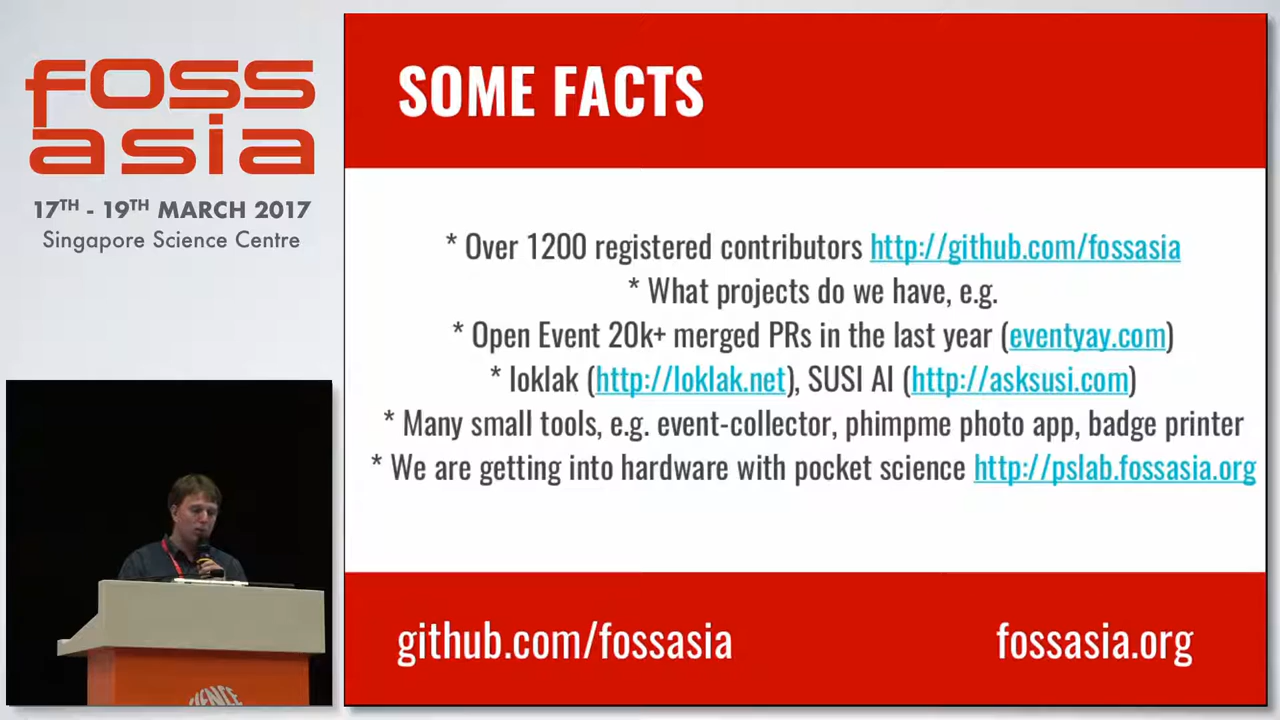 foss
asia
17TH - 19TH MARCH 2017
Singapore Science Centre
SOME FACTS
* Over 1200 registered contributors http://github.com/fossasia
* What projects do we have, e.g.
* Open Event 20k+ merged PRs in the last year (eventyay.com)
* loklak (http://loklak.net), SUSI AI (http://asksusi.com)
* Many small tools, e.g. event-collector, phimpme photo app, badge printer
* We are getting into hardware with pocket science http://pslab.fossasia.org
github.com/fossasia
fossasia.org